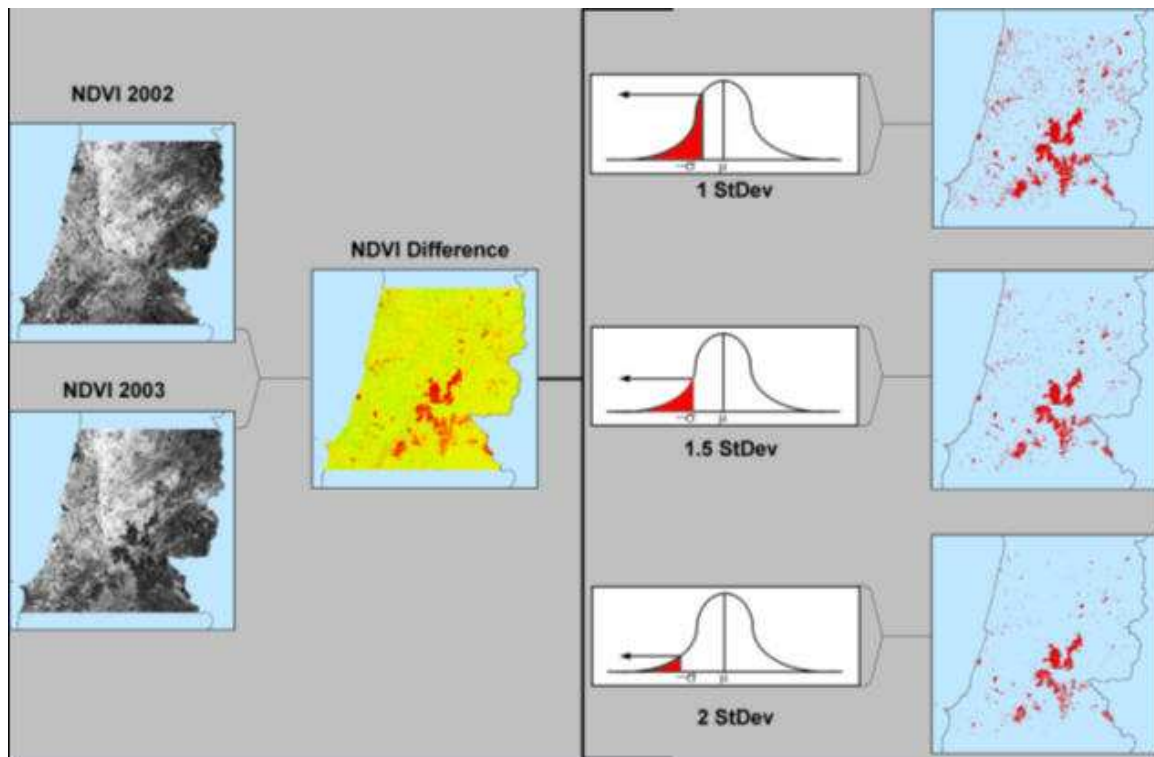 NDVI 2002
NDVI 2003
NDVI Difference
-σ μ
1 StDev
-σ μ
1.5 StDev
-σ μ
2 StDev